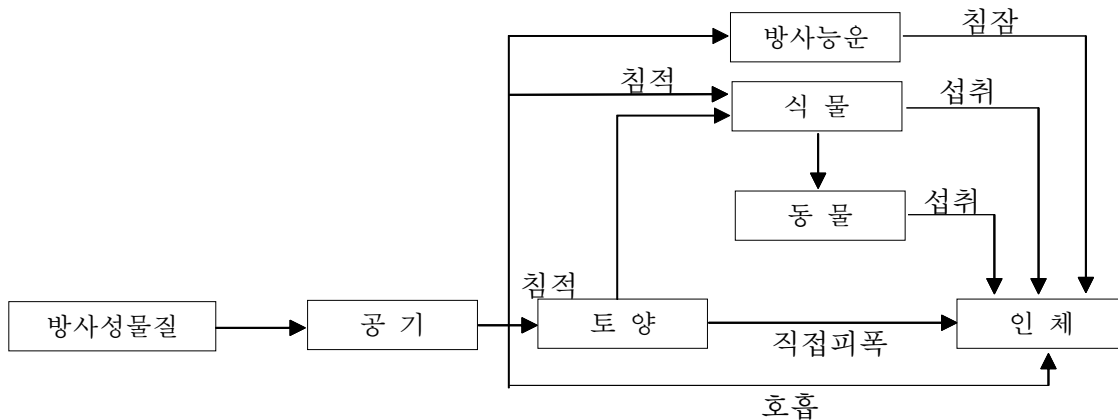 방사능운
침잠
침적
식 물
섭취
동 물
섭취
침적
방사성물질
공 기
토 양
직접피폭
인 체
호흡